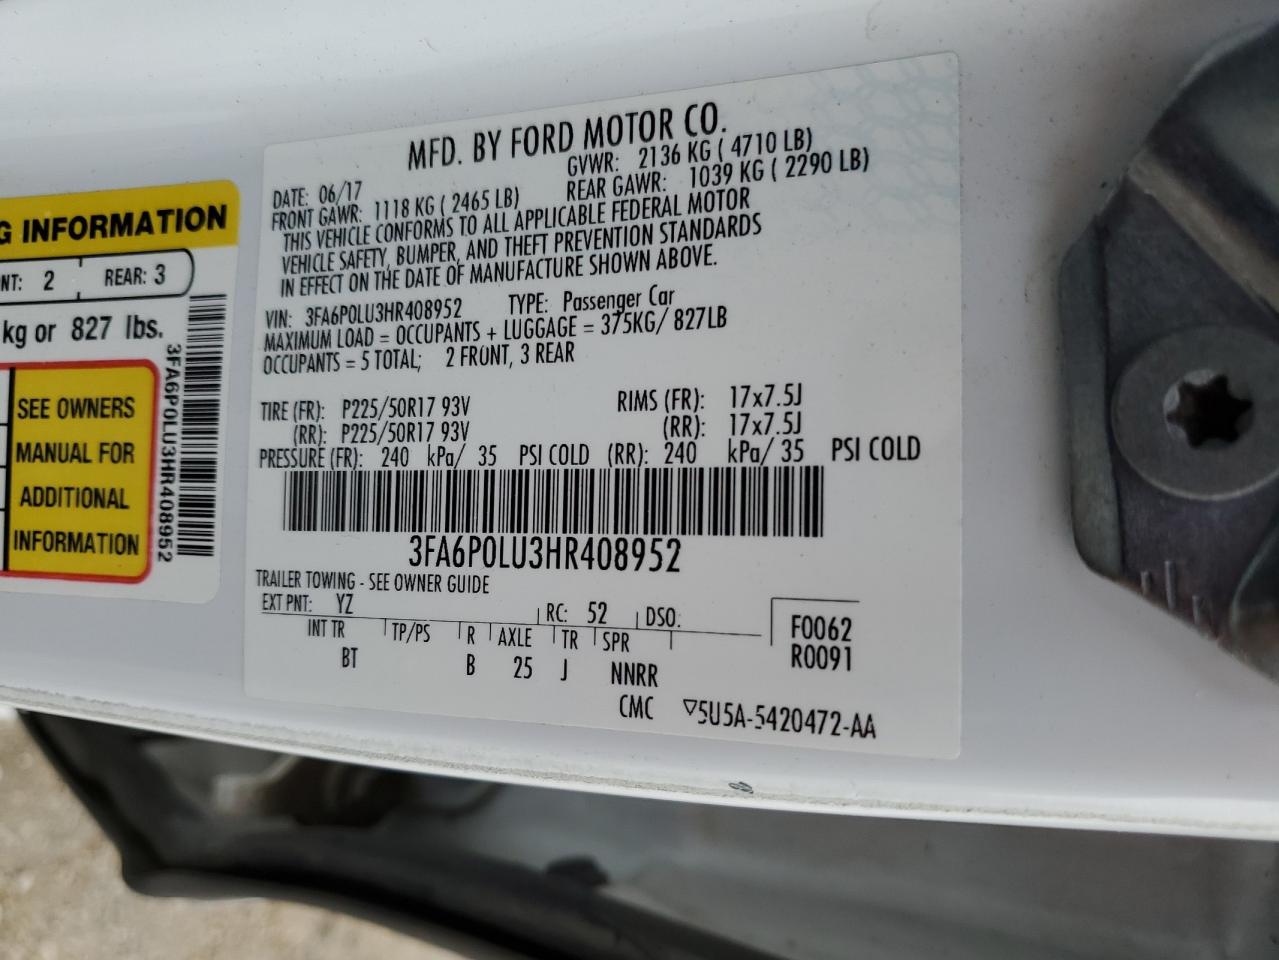 MFD. BY FORD MOTOR CO.
DATE: 06/17 GVWR: 2136 KG ( 4710 LB)
FRONT GAWR: 1118 KG ( 2465 LB) REAR GAWR: 1039 KG ( 2290 LB)
THIS VEHICLE CONFORMS TO ALL APPLICABLE FEDERAL MOTOR
VEHICLE SAFETY, BUMPER, AND THEFT PREVENTION STANDARDS
IN EFFECT ON THE DATE OF MANUFACTURE SHOWN ABOVE.
VIN: 3FA6P0LU3HR408952 TYPE: Passenger Car
MAXIMUM LOAD = OCCUPANTS + LUGGAGE = 375KG/ 827LB
OCCUPANTS = 5 TOTAL; 2 FRONT, 3 REAR
TIRE (FR): P225/50R17 93V RIMS (FR): 17x7.5J
(RR): P225/50R17 93V (RR): 17x7.5J
PRESSURE (FR): 240 kPa/ 35 PSI COLD (RR): 240 kPa/ 35 PSI COLD
3FA6P0LU3HR408952
TRAILER TOWING - SEE OWNER GUIDE
EXT PNT: YZ RC: 52 DSO:
INT TR TP/PS R AXLE TR SPR
BT B 25 J NNRR
F0062
R0091
CMC ▽5U5A-5420472-AA
G INFORMATION
NT: 2 REAR: 3
kg or 827 lbs.
SEE OWNERS
MANUAL FOR
ADDITIONAL
INFORMATION
3FA6P0LU3HR408952